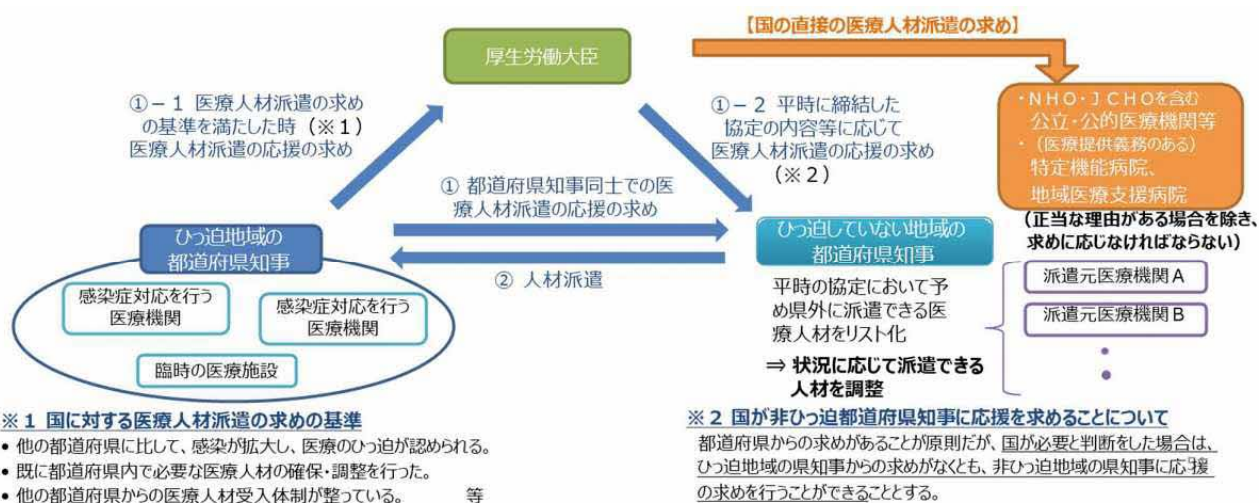 【国の直接の医療人材派遣の求め】
厚生労働大臣
①－１ 医療人材派遣の求め
の基準を満たした時（※１）
医療人材派遣の応援の求め
①－２ 平時に締結した
協定の内容等に応じて
医療人材派遣の応援の求め
（※２）
・ＮＨＯ・ＪＣＨＯを含む
公立・公的医療機関等
・（医療提供義務のある）
特定機能病院、
地域医療支援病院
(正当な理由がある場合を除き、
求めに応じなければならない)
① 都道府県知事同士での医
療人材派遣の応援の求め
② 人材派遣
ひっ迫地域の
都道府県知事
感染症対応を行う
医療機関
感染症対応を行う
医療機関
臨時の医療施設
ひっ迫していない地域の
都道府県知事
平時の協定において予
め県外に派遣できる医
療人材をリスト化
⇒ 状況に応じて派遣できる
人材を調整
派遣元医療機関Ａ
派遣元医療機関Ｂ
※１ 国に対する医療人材派遣の求めの基準
• 他の都道府県に比して、感染が拡大し、医療のひっ迫が認められる。
• 既に都道府県内で必要な医療人材の確保・調整を行った。
• 他の都道府県からの医療人材受入体制が整っている。 等
※２ 国が非ひっ迫都道府県知事に応援を求めることについて
都道府県からの求めがあることが原則だが、国が必要と判断をした場合は、
ひっ迫地域の県知事からの求めがなくとも、非ひっ迫地域の県知事に応援
の求めを行うことができることとする。